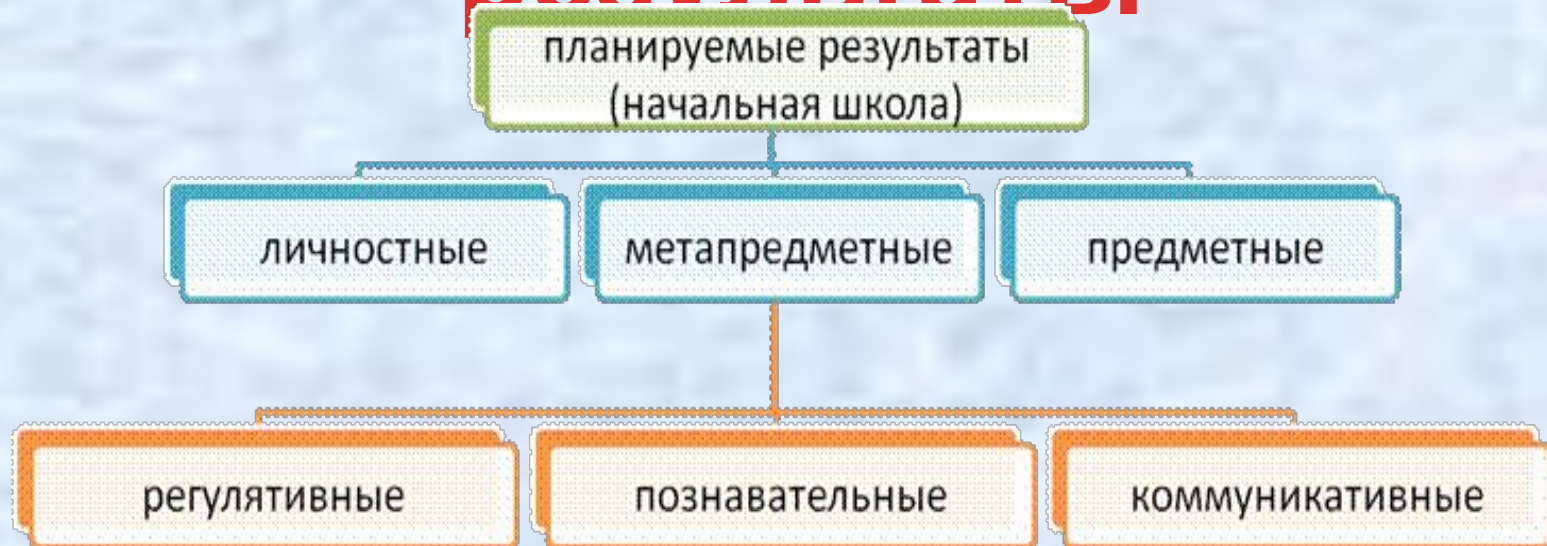 планируемые результаты
(начальная школа)
личностные метапредметные предметные
регулятивные познавательные коммуникативные